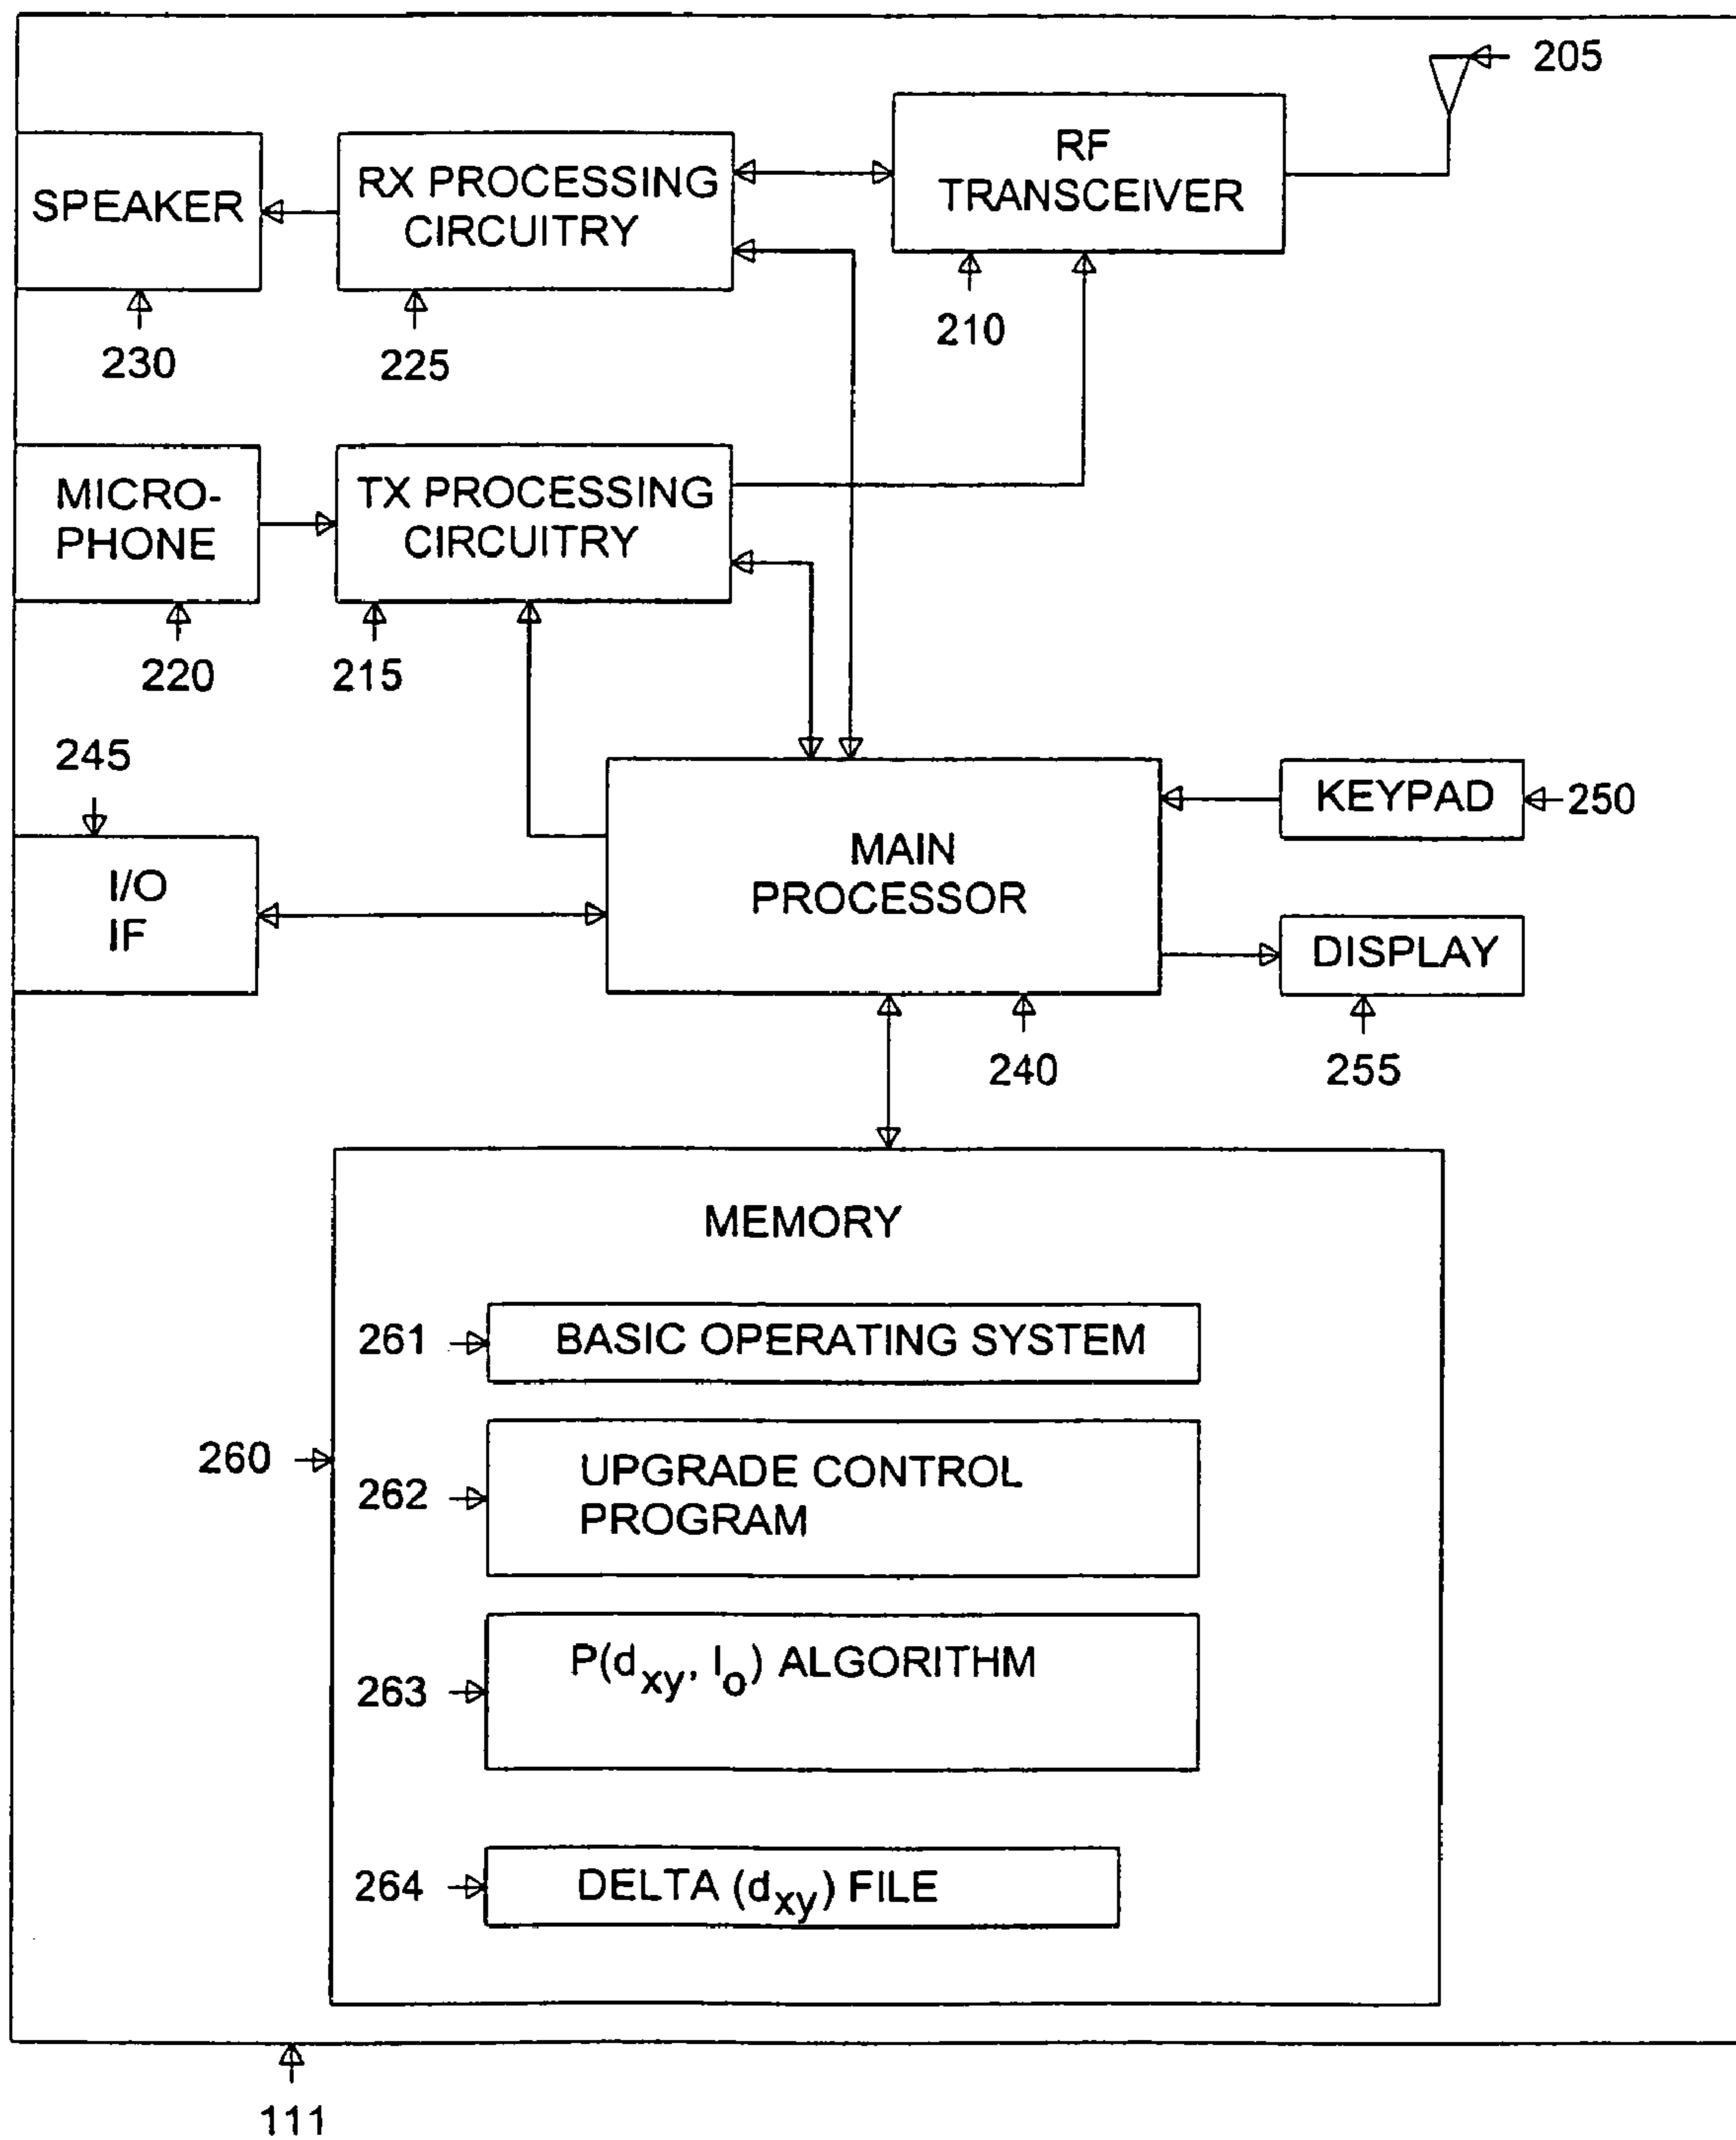 205
RF
TRANSCEIVER
SPEAKER
RX PROCESSING
CIRCUITRY
210
230
225
MICRO-
PHONE
TX PROCESSING
CIRCUITRY
220
215
245
KEYPAD
250
I/O
IF
MAIN
PROCESSOR
DISPLAY
240
255
MEMORY
261
BASIC OPERATING SYSTEM
260
262
UPGRADE CONTROL
PROGRAM
263
P(dxy, Io) ALGORITHM
264
DELTA (dxy) FILE
111